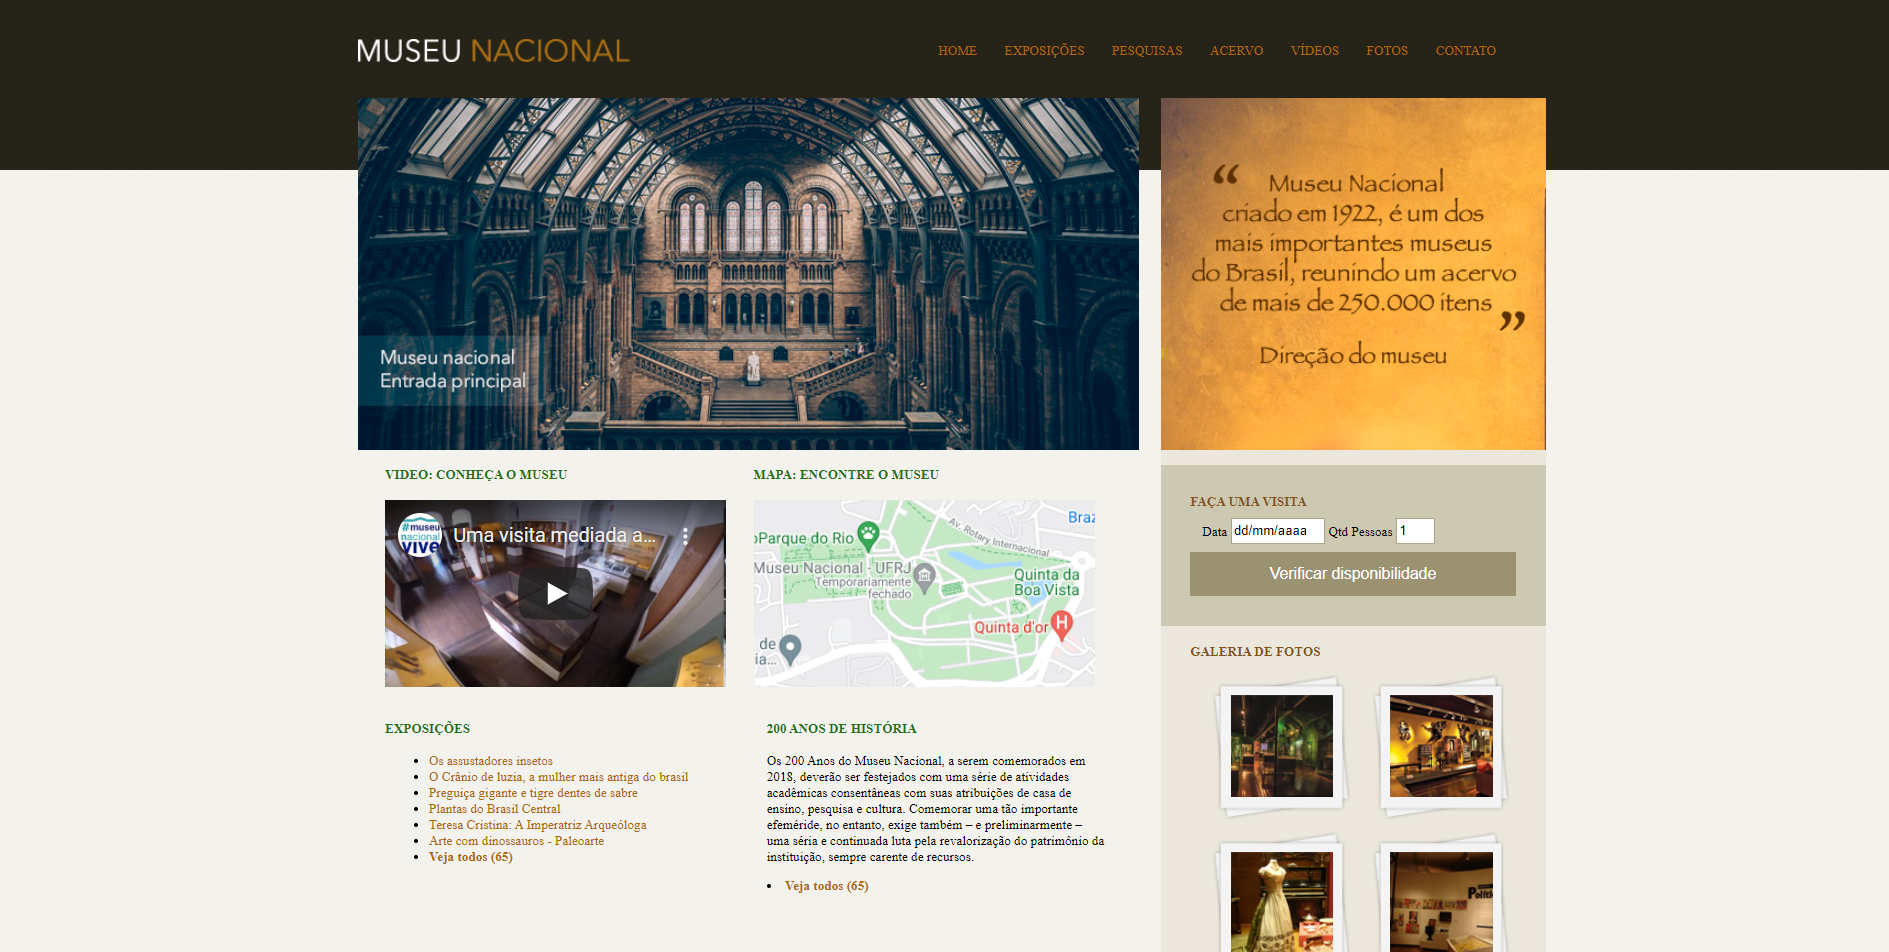 MUSEU NACIONAL
HOME EXPOSIÇÕES PESQUISAS ACERVO VÍDEOS FOTOS CONTATO
Museu nacional
Entrada principal
“ Museu Nacional
criado em 1922, é um dos
mais importantes museus
do Brasil, reunindo um acervo
de mais de 250.000 itens ”
Direção do museu
VIDEO: CONHEÇA O MUSEU
#museu
nacional
vive
Uma visita mediada a...
MAPA: ENCONTRE O MUSEU
Av. Rotary Internacional
Braz
oParque do Rio
Museu Nacional - UFRJ
Temporariamente
fechado
Quinta da
Boa Vista
Quinta d'or
H
de
ia...
FAÇA UMA VISITA
Data dd/mm/aaaa Qtd Pessoas 1
Verificar disponibilidade
GALERIA DE FOTOS
Polític
EXPOSIÇÕES
Os assustadores insetos
O Crânio de luzia, a mulher mais antiga do brasil
Preguiça gigante e tigre dentes de sabre
Plantas do Brasil Central
Teresa Cristina: A Imperatriz Arqueóloga
Arte com dinossauros - Paleoarte
Veja todos (65)
200 ANOS DE HISTÓRIA
Os 200 Anos do Museu Nacional, a serem comemorados em
2018, deverão ser festejados com uma série de atividades
acadêmicas consentâneas com suas atribuições de casa de
ensino, pesquisa e cultura. Comemorar uma tão importante
efeméride, no entanto, exige também – e preliminarmente –
uma séria e continuada luta pela revalorização do patrimônio da
instituição, sempre carente de recursos.
Veja todos (65)